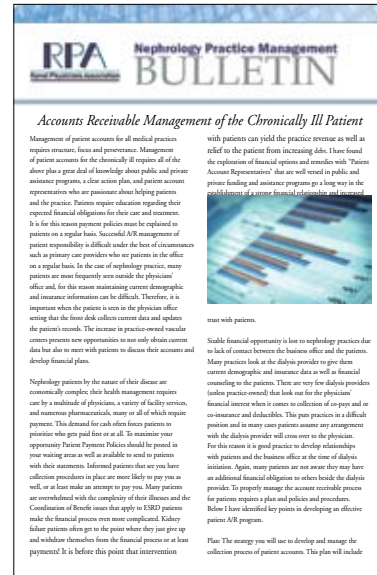 RPA
Renal Physicians Association
Nephrology Practice Management
BULLETIN
Accounts Receivable Management of the Chronically Ill Patient
Management of patient accounts for all medical practices
requires structure, focus and perseverance. Management
of patient accounts for the chronically ill requires all of the
above plus a great deal of knowledge about public and private
assistance programs, a clear action plan, and patient account
representatives who are passionate about helping patients
and the practice. Patients require education regarding their
expected financial obligations for their care and treatment.
It is for this reason payment policies must be explained to
patients on a regular basis. Successful A/R management of
patient responsibility is difficult under the best of circumstances
such as primary care providers who see patients in the office
on a regular basis. In the case of nephrology practice, many
patients are most frequently seen outside the physicians'
office and, for this reason maintaining current demographic
and insurance information can be difficult. Therefore, it is
important when the patient is seen in the physician office
setting that the front desk collects current data and updates
the patient's records. The increase in practice-owned vascular
centers presents new opportunities to not only obtain current
data but also to meet with patients to discuss their accounts and
develop financial plans.
Nephrology patients by the nature of their disease are
economically complex; their health management requires
care by a multitude of physicians, a variety of facility services,
and numerous pharmaceuticals, many or all of which require
payment. This demand for cash often forces patients to
prioritize who gets paid first or at all. To maximize your
opportunity Patient Payment Policies should be posted in
your waiting areas as well as available to send to patients
with their statements. Informed patients that see you have
collection procedures in place are more likely to pay you as
well, or at least make an attempt to pay you. Many patients
are overwhelmed with the complexity of their illnesses and the
Coordination of Benefit issues that apply to ESRD patients
make the financial process even more complicated. Kidney
failure patients often get to the point where they just give up
and withdraw themselves from the financial process or at least
payments! It is before this point that intervention
with patients can yield the practice revenue as well as
relief to the patient from increasing debt. I have found
the exploration of financial options and remedies with "Patient
Account Representatives" that are well versed in public and
private funding and assistance programs go a long way in the
establishment of a strong financial relationship and increased
trust with patients.
Sizable financial opportunity is lost to nephrology practices due
to lack of contact between the business office and the patients.
Many practices look at the dialysis provider to give them
current demographic and insurance data as well as financial
counseling to the patients. There are very few dialysis providers
(unless practice-owned) that look out for the physicians'
financial interest when it comes to collection of co-pays and or
co-insurance and deductibles. This puts practices in a difficult
position and in many cases patients assume any arrangement
with the dialysis provider will cross over to the physician.
For this reason it is good practice to develop relationships
with patients and the business office at the time of dialysis
initiation. Again, many patients are not aware they may have
an additional financial obligation to others beside the dialysis
provider. To properly manage the account receivable process
for patients requires a plan and policies and procedures.
Below I have identified key points in developing an effective
patient A/R program.
Plan: The strategy you will use to develop and manage the
collection process of patient accounts. This plan will include